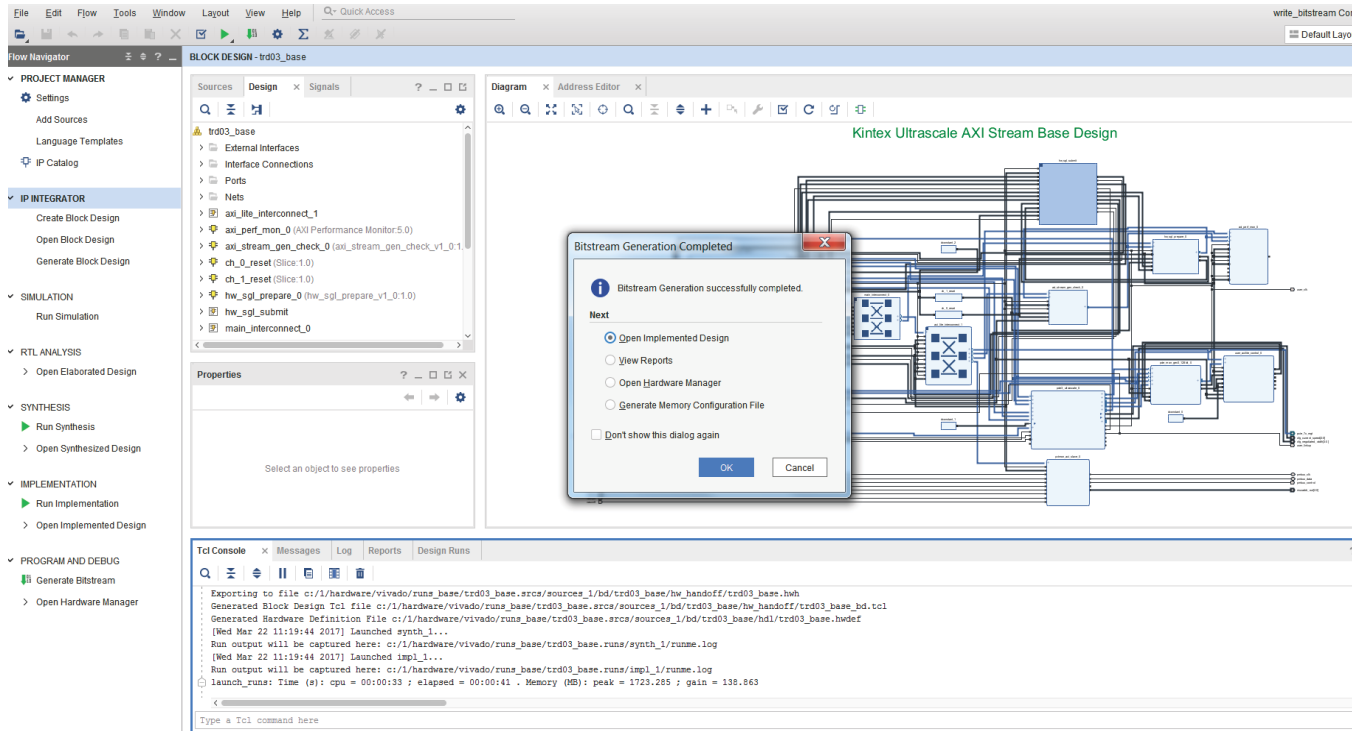 File Edit Flow Tools Window Layout View Help Quick Access
write_bitstream Co
Default Layo
Flow Navigator
PROJECT MANAGER
Settings
Add Sources
Language Templates
IP Catalog
IP INTEGRATOR
Create Block Design
Open Block Design
Generate Block Design
SIMULATION
Run Simulation
RTL ANALYSIS
Open Elaborated Design
SYNTHESIS
Run Synthesis
Open Synthesized Design
IMPLEMENTATION
Run Implementation
Open Implemented Design
PROGRAM AND DEBUG
Generate Bitstream
Open Hardware Manager
BLOCK DESIGN - trd03_base
Sources Design Signals
trd03_base
External Interfaces
Interface Connections
Ports
Nets
axi_lite_interconnect_1
axi_perf_mon_0 (AXI Performance Monitor:5.0)
axi_stream_gen_check_0 (axi_stream_gen_check_v1_0:1.
ch_0_reset (Slice:1.0)
ch_1_reset (Slice:1.0)
hw_sgl_prepare_0 (hw_sgl_prepare_v1_0:1.0)
hw_sgl_submit
main_interconnect_0
Properties
Select an object to see properties
Diagram Address Editor
Kintex Ultrascale AXI Stream Base Design
Bitstream Generation Completed
Bitstream Generation successfully completed.
Next
Open Implemented Design
View Reports
Open Hardware Manager
Generate Memory Configuration File
Don't show this dialog again
OK Cancel
Tcl Console Messages Log Reports Design Runs
Exporting to file c:/1/hardware/vivado/runs_base/trd03_base.srcs/sources_1/bd/trd03_base/hw_handoff/trd03_base.hwh
Generated Block Design Tcl file c:/1/hardware/vivado/runs_base/trd03_base.srcs/sources_1/bd/trd03_base/hw_handoff/trd03_base_bd.tcl
Generated Hardware Definition File c:/1/hardware/vivado/runs_base/trd03_base.srcs/sources_1/bd/trd03_base/hdl/trd03_base.hwdef
[Wed Mar 22 11:19:44 2017] Launched synth_1...
Run output will be captured here: c:/1/hardware/vivado/runs_base/trd03_base.runs/synth_1/runme.log
[Wed Mar 22 11:19:44 2017] Launched impl_1...
Run output will be captured here: c:/1/hardware/vivado/runs_base/trd03_base.runs/impl_1/runme.log
launch_runs: Time (s): cpu = 00:00:33 ; elapsed = 00:00:41 . Memory (MB): peak = 1723.285 ; gain = 138.863
Type a Tcl command here